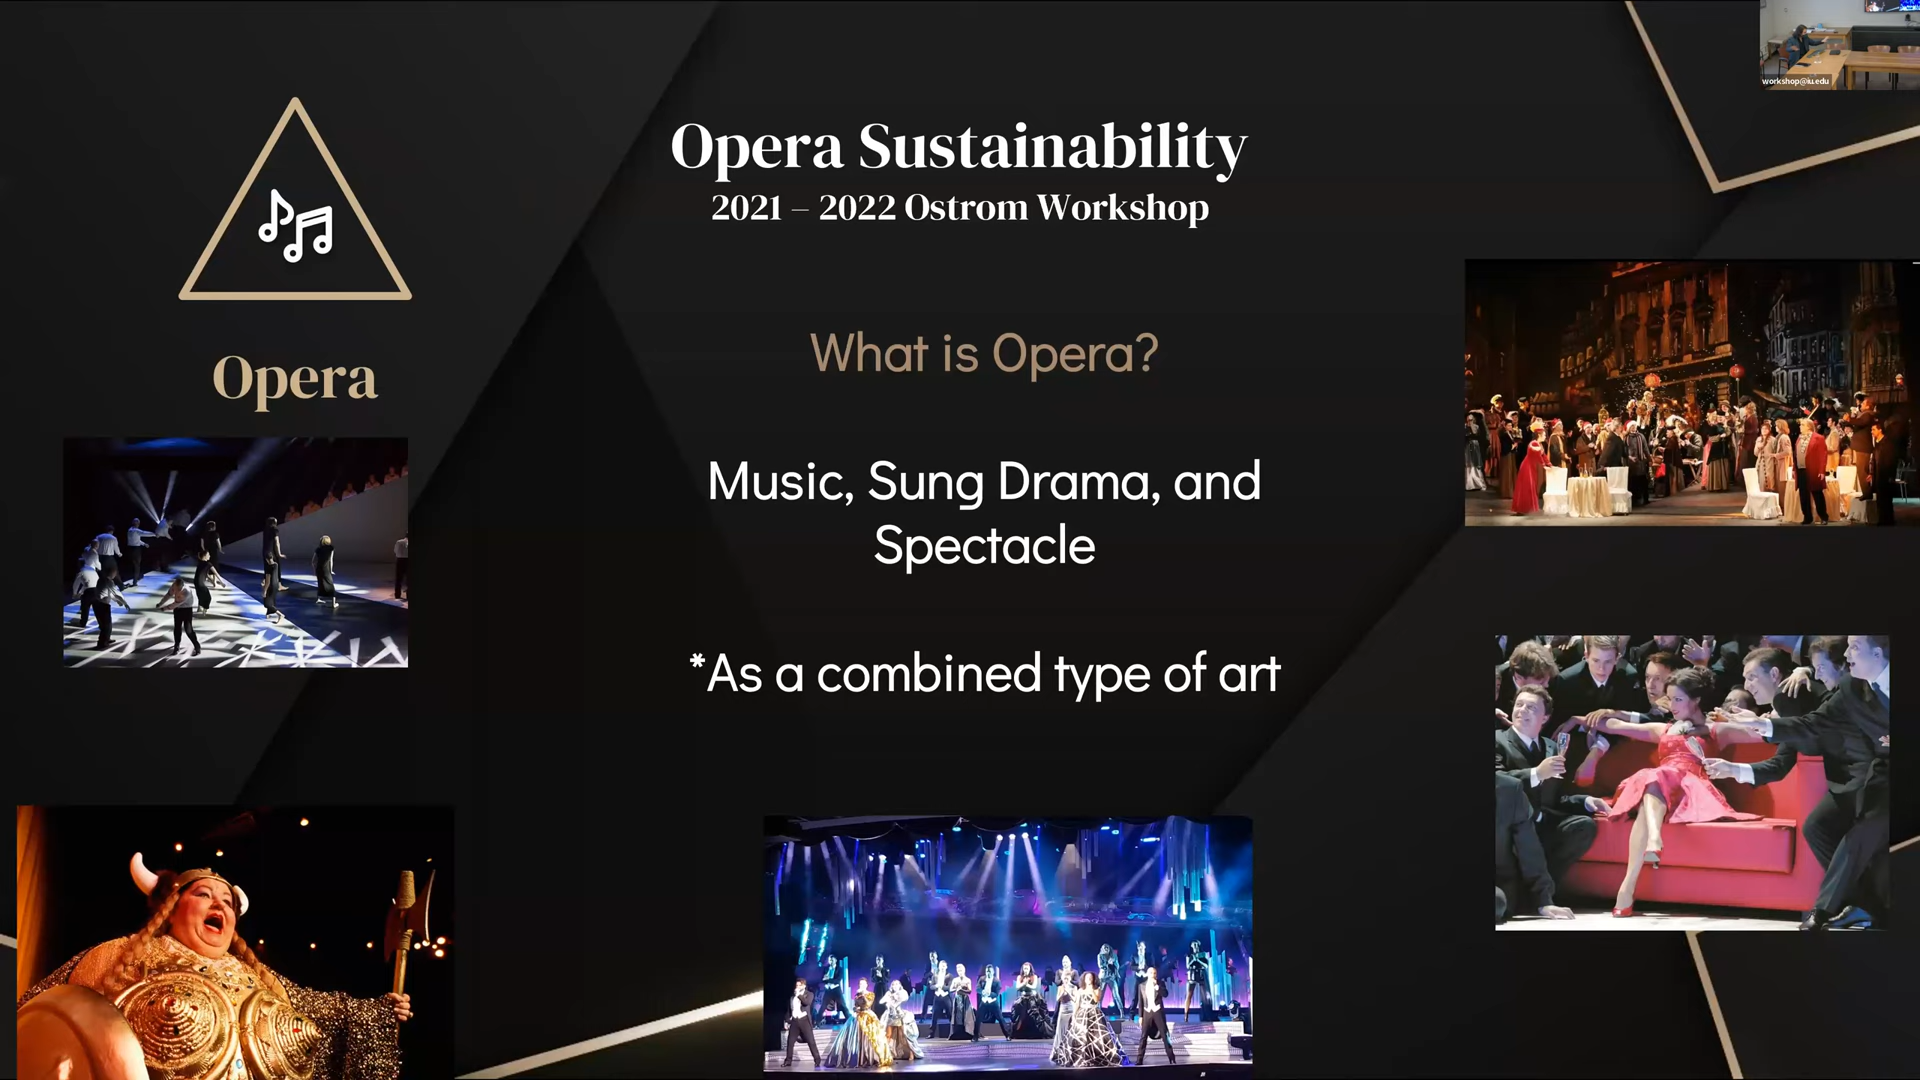 workshop@iu.edu
Opera Sustainability
2021 – 2022 Ostrom Workshop
Opera
What is Opera?
Music, Sung Drama, and
Spectacle
*As a combined type of art